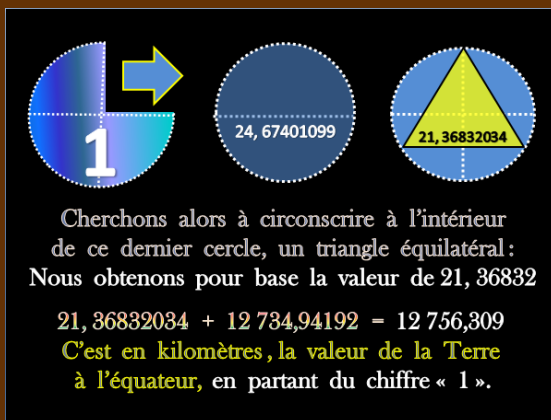 1
24, 67401099
21, 36832034
Cherchons alors à circonscrire à l'intérieur
de ce dernier cercle, un triangle équilatéral :
Nous obtenons pour base la valeur de 21, 36832
21, 36832034 + 12 734,94192 = 12 756,309
C'est en kilomètres, la valeur de la Terre
à l'équateur, en partant du chiffre « 1 ».